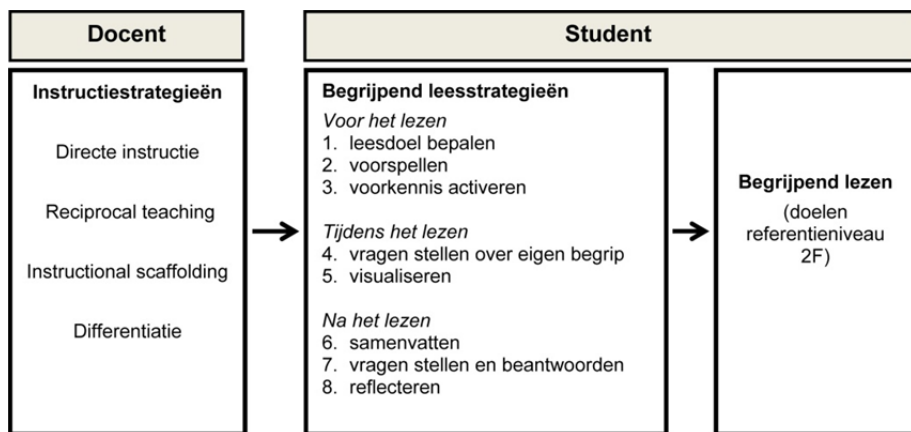 Docent
Student
Instructiestrategieën
Directe instructie
Reciprocal teaching
Instructional scaffolding
Differentiatie
Begrijpend leesstrategieën
Voor het lezen
1. leesdoel bepalen
2. voorspellen
3. voorkennis activeren
Tijdens het lezen
4. vragen stellen over eigen begrip
5. visualiseren
Na het lezen
6. samenvatten
7. vragen stellen en beantwoorden
8. reflecteren
Begrijpend lezen
(doelen
referentieniveau
2F)